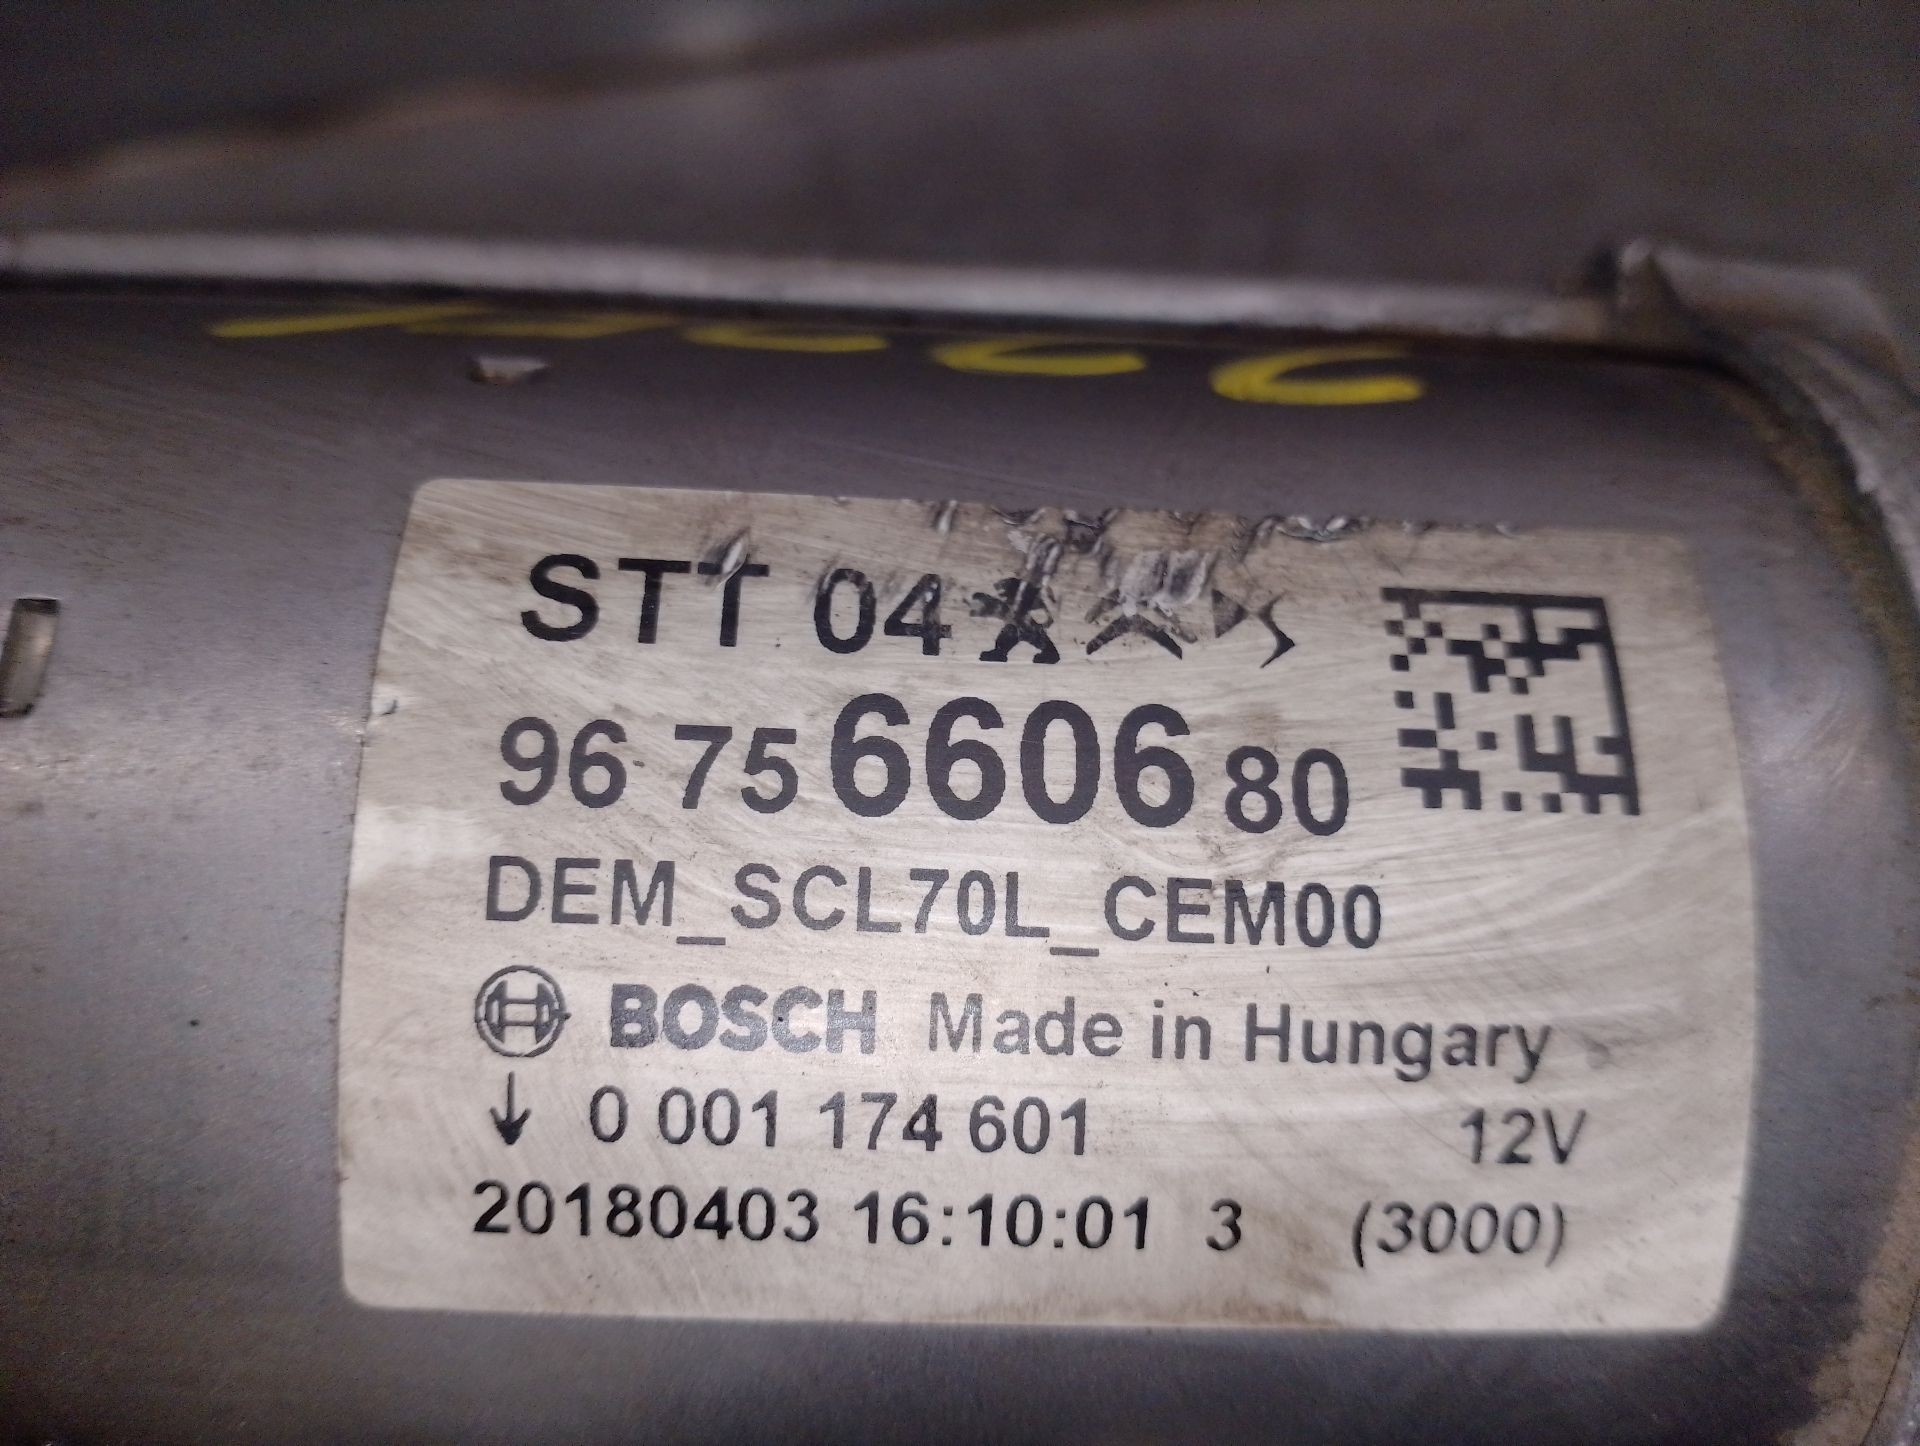 STT 04
96 75 6606 80
DEM_SCL70L_CEM00
BOSCH Made in Hungary
↓ 0 001 174 601 12V
20180403 16:10:01 3 (3000)